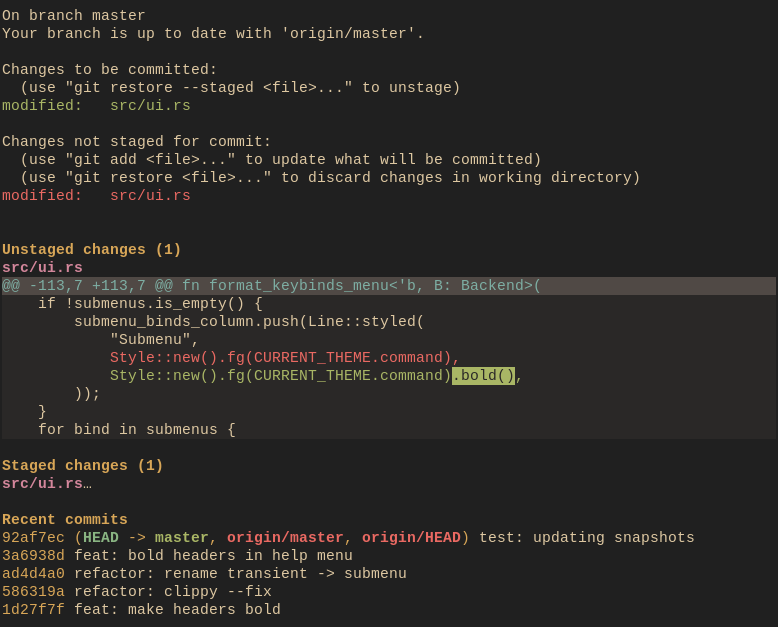 On branch master
Your branch is up to date with 'origin/master'.

Changes to be committed:
  (use "git restore --staged <file>..." to unstage)
modified:   src/ui.rs

Changes not staged for commit:
  (use "git add <file>..." to update what will be committed)
  (use "git restore <file>..." to discard changes in working directory)
modified:   src/ui.rs

Unstaged changes (1)
src/ui.rs
@@ -113,7 +113,7 @@ fn format_keybinds_menu<'b, B: Backend>(
    if !submenus.is_empty() {
        submenu_binds_column.push(Line::styled(
            "Submenu",
            Style::new().fg(CURRENT_THEME.command),
            Style::new().fg(CURRENT_THEME.command).bold(),
        ));
    }
    for bind in submenus {

Staged changes (1)
src/ui.rs…

Recent commits
92af7ec (HEAD -> master, origin/master, origin/HEAD) test: updating snapshots
3a6938d feat: bold headers in help menu
ad4d4a0 refactor: rename transient -> submenu
586319a refactor: clippy --fix
1d27f7f feat: make headers bold